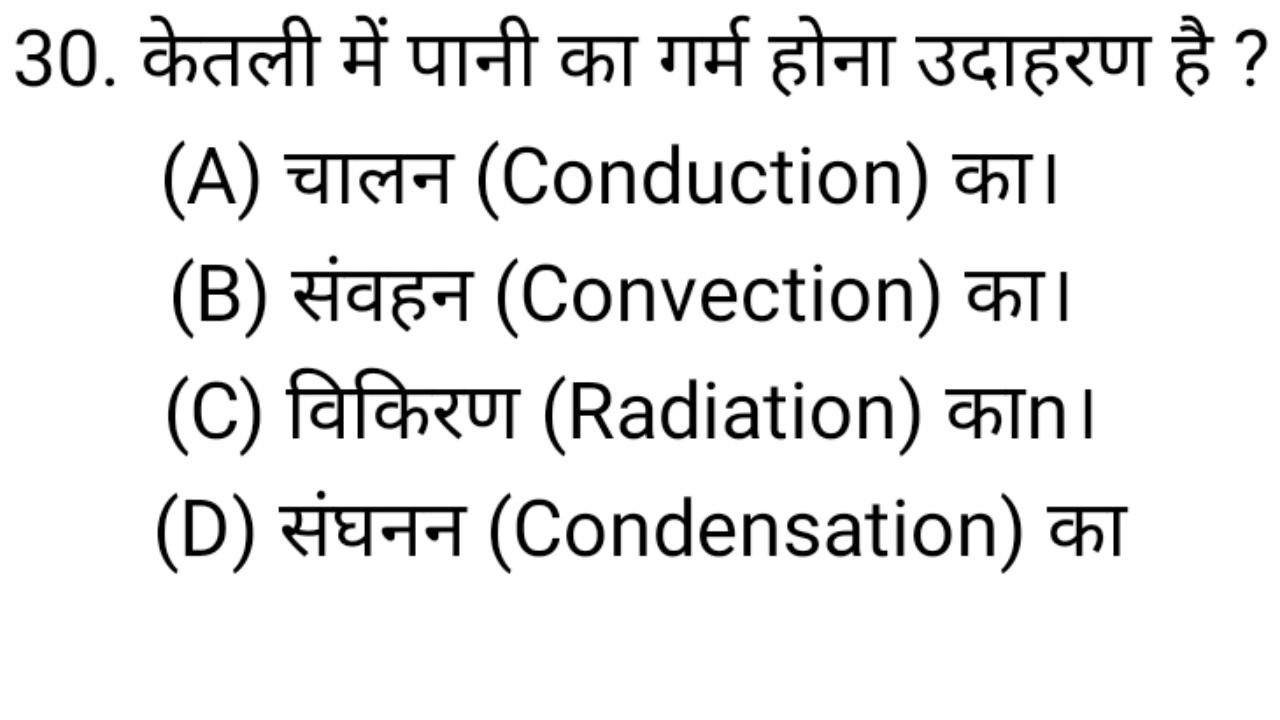 30. केतली में पानी का गर्म होना उदाहरण है ?
(A) चालन (Conduction) का।
(B) संवहन (Convection) का।
(C) विकिरण (Radiation) काn।
(D) संघनन (Condensation) का